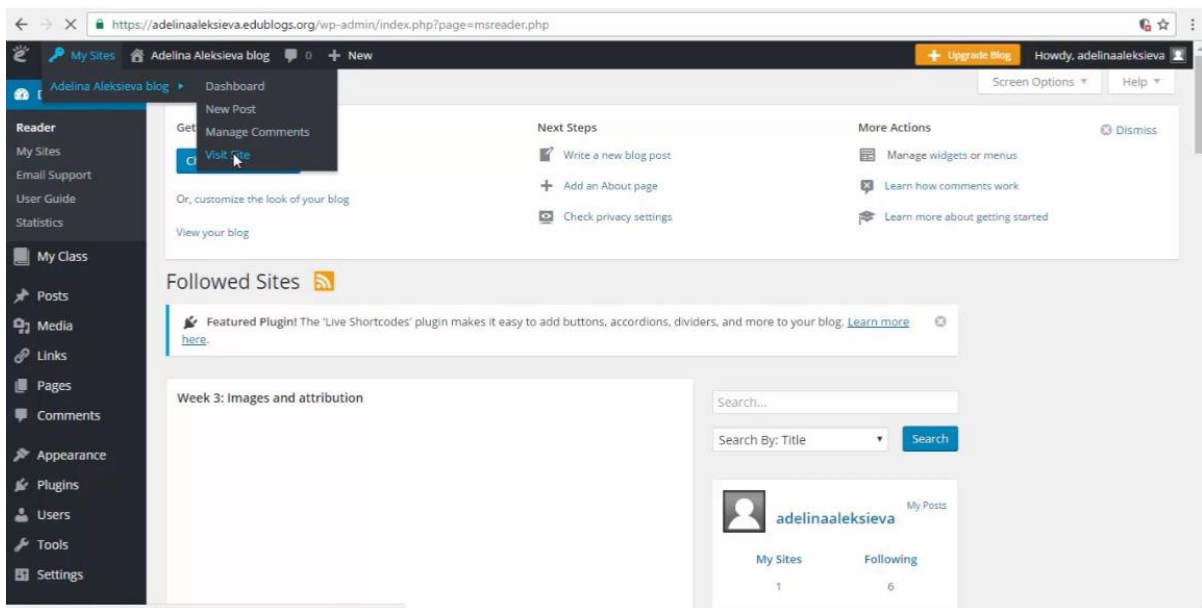 https://adelinaaleksieva.edublogs.org/wp-admin/index.php?page=msreader.php
My Sites Adelina Aleksieva blog 0 New Upgrade Blog Howdy, adelinaaleksieva
Adelina Aleksieva blog
Dashboard
New Post
Manage Comments
Visit Site
Screen Options Help
Reader
My Sites
Email Support
User Guide
Statistics
My Class
Posts
Media
Links
Pages
Comments
Appearance
Plugins
Users
Tools
Settings
Or, customize the look of your blog
View your blog
Next Steps
Write a new blog post
Add an About page
Check privacy settings
More Actions
Manage widgets or menus
Learn how comments work
Learn more about getting started
Dismiss
Followed Sites
Featured Plugin! The 'Live Shortcodes' plugin makes it easy to add buttons, accordions, dividers, and more to your blog. Learn more
here.
Week 3: Images and attribution
Search...
Search By: Title Search
adelinaaleksieva My Posts
My Sites Following
1 6